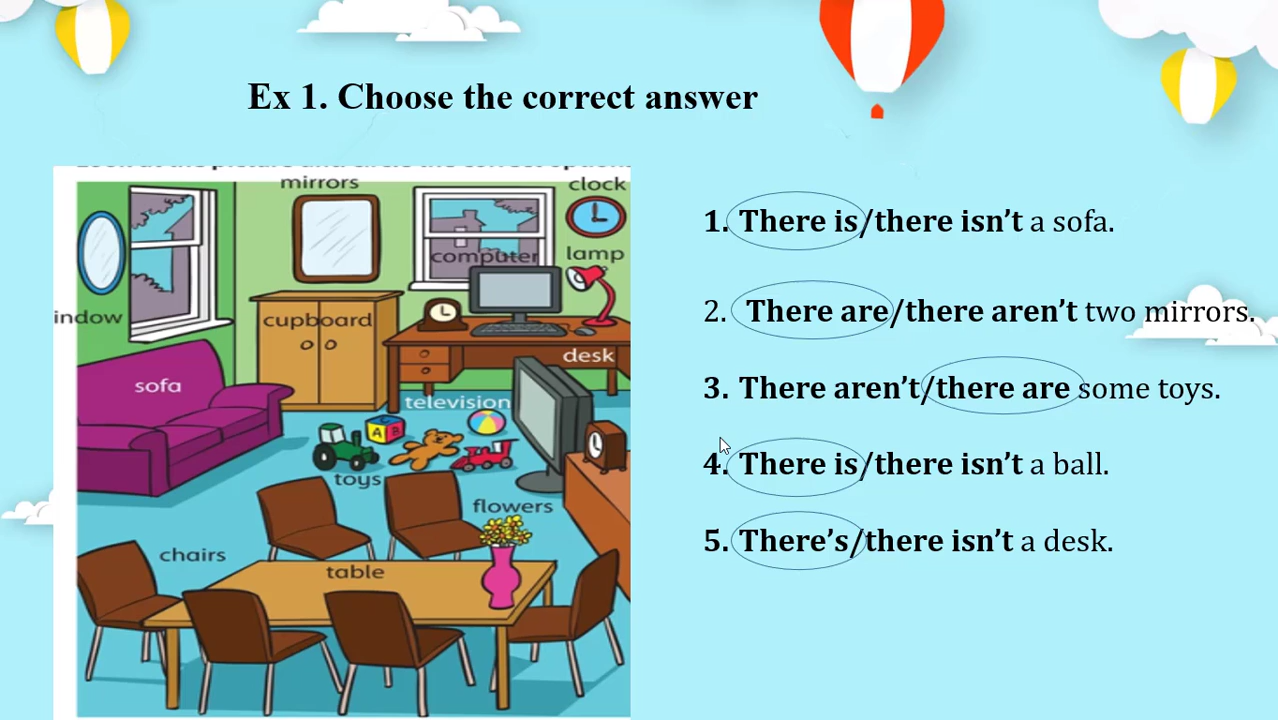 Ex 1. Choose the correct answer
mirrors
clock
computer
lamp
indow
cupboard
desk
sofa
television
A B
toys
flowers
chairs
table
1. There is/there isn’t a sofa.
2. There are/there aren’t two mirrors.
3. There aren’t/there are some toys.
4. There is/there isn’t a ball.
5. There’s/there isn’t a desk.